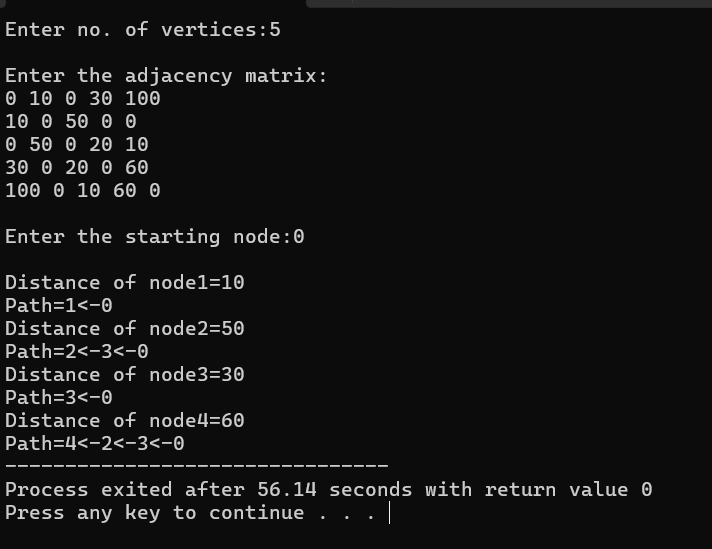 Enter no. of vertices:5
Enter the adjacency matrix:
0 10 0 30 100
10 0 50 0 0
0 50 0 20 10
30 0 20 0 60
100 0 10 60 0
Enter the starting node:0
Distance of node1=10
Path=1<-0
Distance of node2=50
Path=2<-3<-0
Distance of node3=30
Path=3<-0
Distance of node4=60
Path=4<-2<-3<-0
--------------------------------
Process exited after 56.14 seconds with return value 0
Press any key to continue . . .